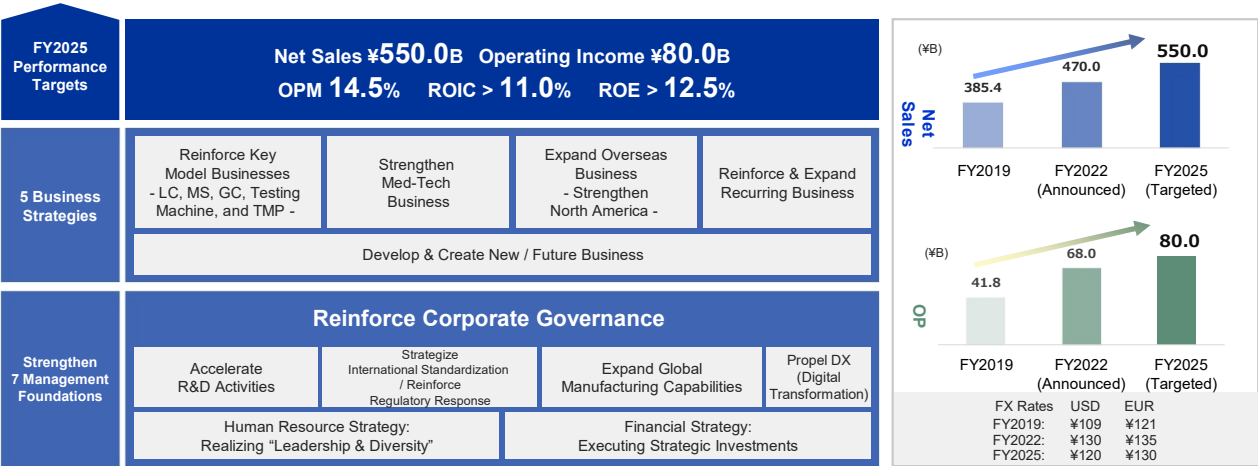 FY2025
Performance
Targets
Net Sales ¥550.0B Operating Income ¥80.0B
OPM 14.5% ROIC > 11.0% ROE > 12.5%
5 Business
Strategies
Reinforce Key
Model Businesses
- LC, MS, GC, Testing
Machine, and TMP -
Strengthen
Med-Tech
Business
Expand Overseas
Business
- Strengthen
North America -
Reinforce & Expand
Recurring Business
Develop & Create New / Future Business
Strengthen
7 Management
Foundations
Reinforce Corporate Governance
Accelerate
R&D Activities
Strategize
International Standardization
/ Reinforce
Regulatory Response
Expand Global
Manufacturing Capabilities
Propel DX
(Digital
Transformation)
Human Resource Strategy:
Realizing “Leadership & Diversity”
Financial Strategy:
Executing Strategic Investments
(¥B)
Net
Sales
385.4
470.0
550.0
FY2019
FY2022
(Announced)
FY2025
(Targeted)
(¥B)
OP
41.8
68.0
80.0
FY2019
FY2022
(Announced)
FY2025
(Targeted)
FX Rates USD EUR
FY2019: ¥109 ¥121
FY2022: ¥130 ¥135
FY2025: ¥120 ¥130